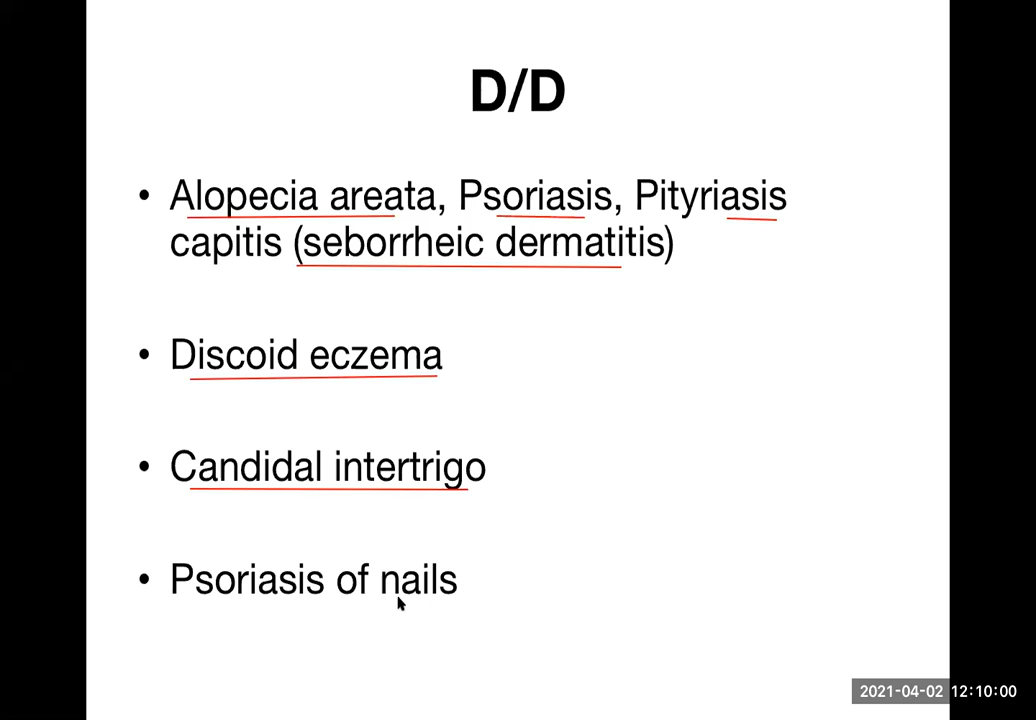 D/D
• Alopecia areata, Psoriasis, Pityriasis
capitis (seborrheic dermatitis)
• Discoid eczema
• Candidal intertrigo
• Psoriasis of nails
2021-04-02 12:10:00